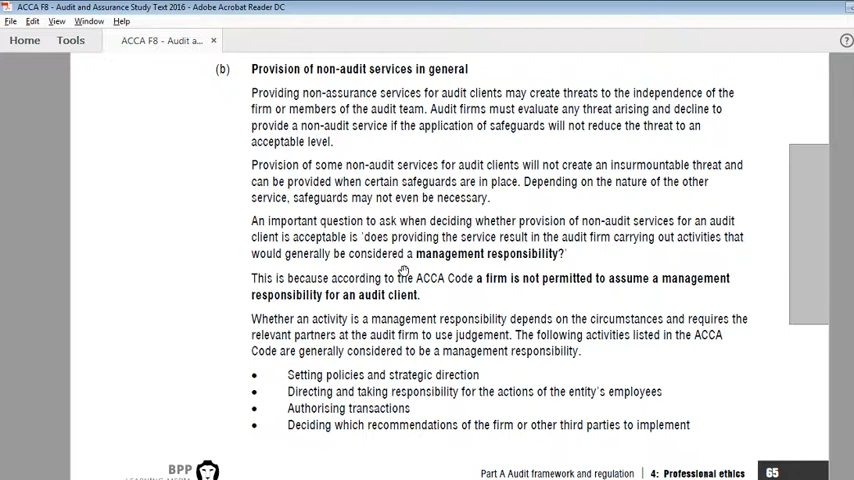 ACCA F8 - Audit and Assurance Study Text 2016 - Adobe Acrobat Reader DC
File Edit View Window Help
Home Tools ACCA F8 - Audit a... ×
(b) Provision of non-audit services in general
Providing non-assurance services for audit clients may create threats to the independence of the
firm or members of the audit team. Audit firms must evaluate any threat arising and decline to
provide a non-audit service if the application of safeguards will not reduce the threat to an
acceptable level.
Provision of some non-audit services for audit clients will not create an insurmountable threat and
can be provided when certain safeguards are in place. Depending on the nature of the other
service, safeguards may not even be necessary.
An important question to ask when deciding whether provision of non-audit services for an audit
client is acceptable is 'does providing the service result in the audit firm carrying out activities that
would generally be considered a management responsibility?'
This is because according to the ACCA Code a firm is not permitted to assume a management
responsibility for an audit client.
Whether an activity is a management responsibility depends on the circumstances and requires the
relevant partners at the audit firm to use judgement. The following activities listed in the ACCA
Code are generally considered to be a management responsibility.
• Setting policies and strategic direction
• Directing and taking responsibility for the actions of the entity's employees
• Authorising transactions
• Deciding which recommendations of the firm or other third parties to implement
BPP
Part A Audit framework and regulation | 4: Professional ethics 65